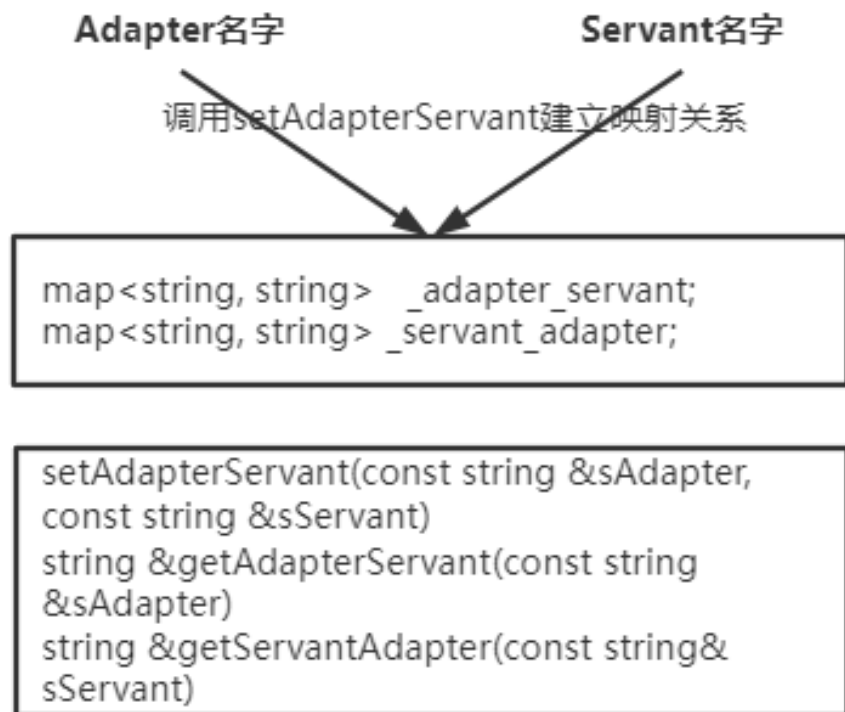 Adapter名字 Servant名字
调用setAdapterServant建立映射关系
map<string, string> _adapter_servant;
map<string, string> _servant_adapter;
setAdapterServant(const string &sAdapter,
const string &sServant)
string &getAdapterServant(const string
&sAdapter)
string &getServantAdapter(const string&
sServant)